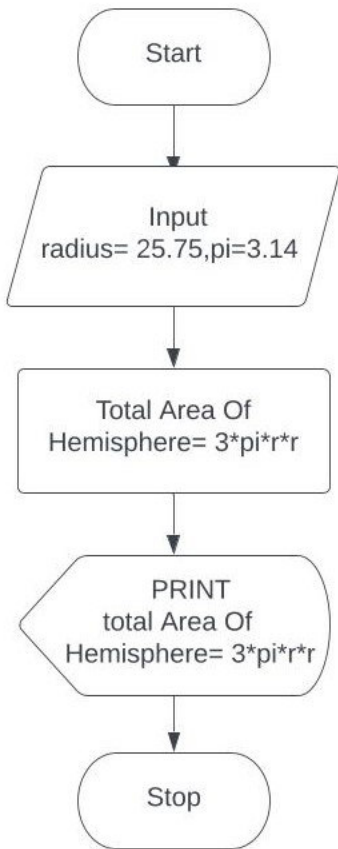 Start
Input
radius= 25.75,pi=3.14
Total Area Of
Hemisphere= 3*pi*r*r
PRINT
total Area Of
Hemisphere= 3*pi*r*r
Stop